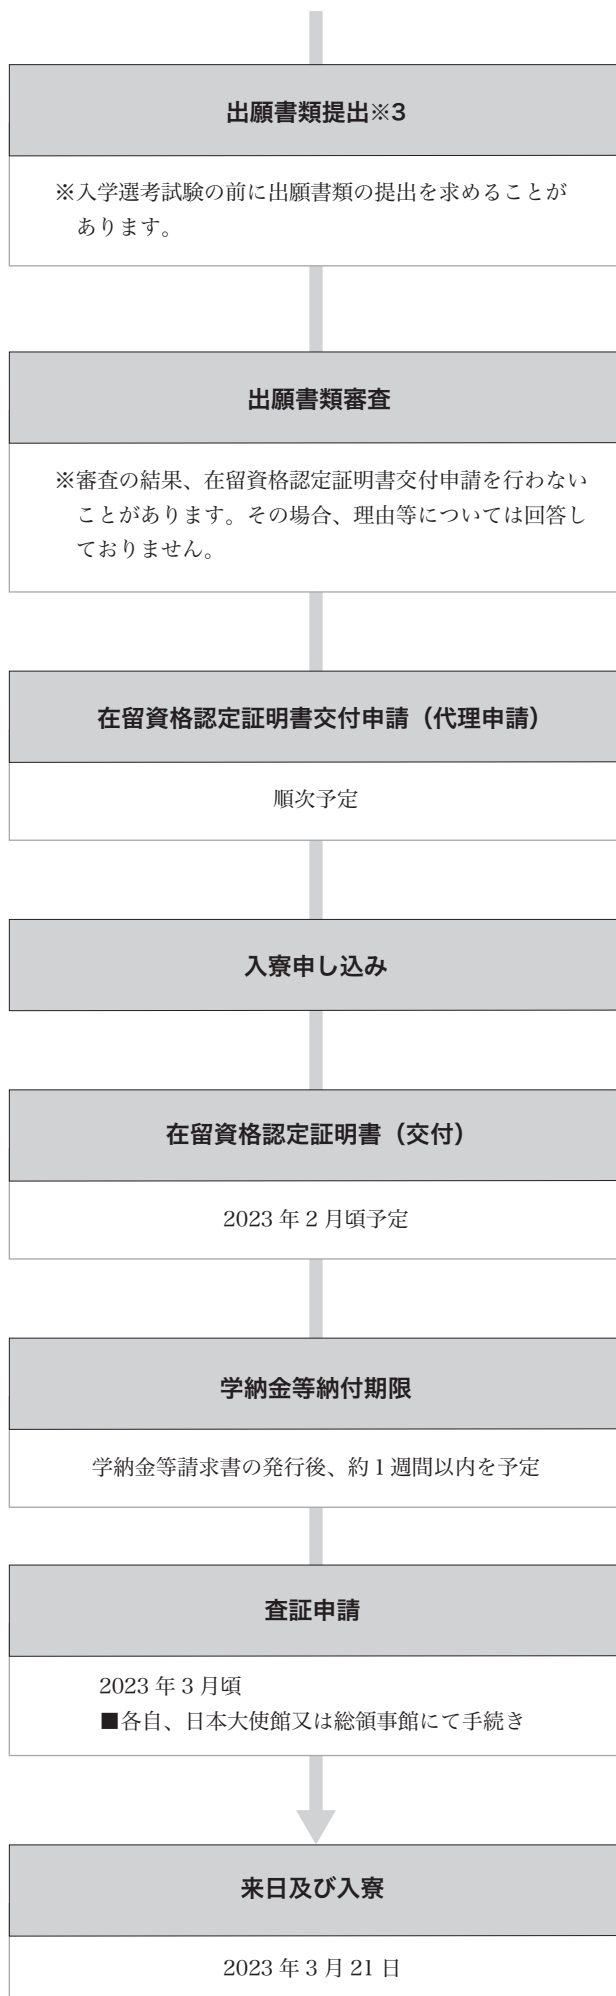 出願書類提出※3
※入学選考試験の前に出願書類の提出を求めることが
あります。
出願書類審査
※審査の結果、在留資格認定証明書交付申請を行わない
ことがあります。その場合、理由等については回答し
ておりません。
在留資格認定証明書交付申請（代理申請）
順次予定
入寮申し込み
在留資格認定証明書（交付）
2023 年 2 月頃予定
学納金等納付期限
学納金等請求書の発行後、約 1 週間以内を予定
査証申請
2023 年 3 月頃
■各自、日本大使館又は総領事館にて手続き
来日及び入寮
2023 年 3 月 21 日